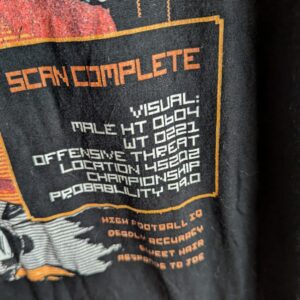 SCAN COMPLETE
VISUAL:
MALE HT 0604
WT 0221
OFFENSIVE THREAT
LOCATION 45202
CHAMPIONSHIP
PROBABLILITY 99.0
HIGH FOOTBALL IQ
DEADLY ACCURACY
SWEET HAIR
RESPONDS TO JOE